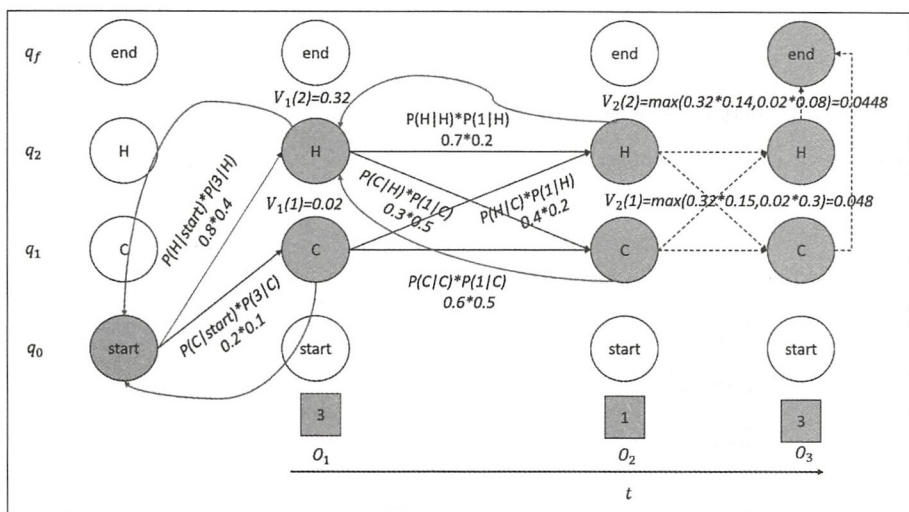 q_f end end end end
V_1(2)=0.32
V_2(2)=max(0.32*0.14,0.02*0.08)=0.0448
P(H|H)*P(1|H)
0.7*0.2
q_2 H H H H
P(H|start)*P(3|H)
0.8*0.4
P(C|H)*P(1|C)
0.3*0.5
P(H|C)*P(1|H)
0.4*0.2
V_1(1)=0.02
V_2(1)=max(0.32*0.15,0.02*0.3)=0.048
q_1 C C C C
P(C|start)*P(3|C)
0.2*0.1
P(C|C)*P(1|C)
0.6*0.5
q_0 start start start start
3 1 3
O_1 O_2 O_3
t